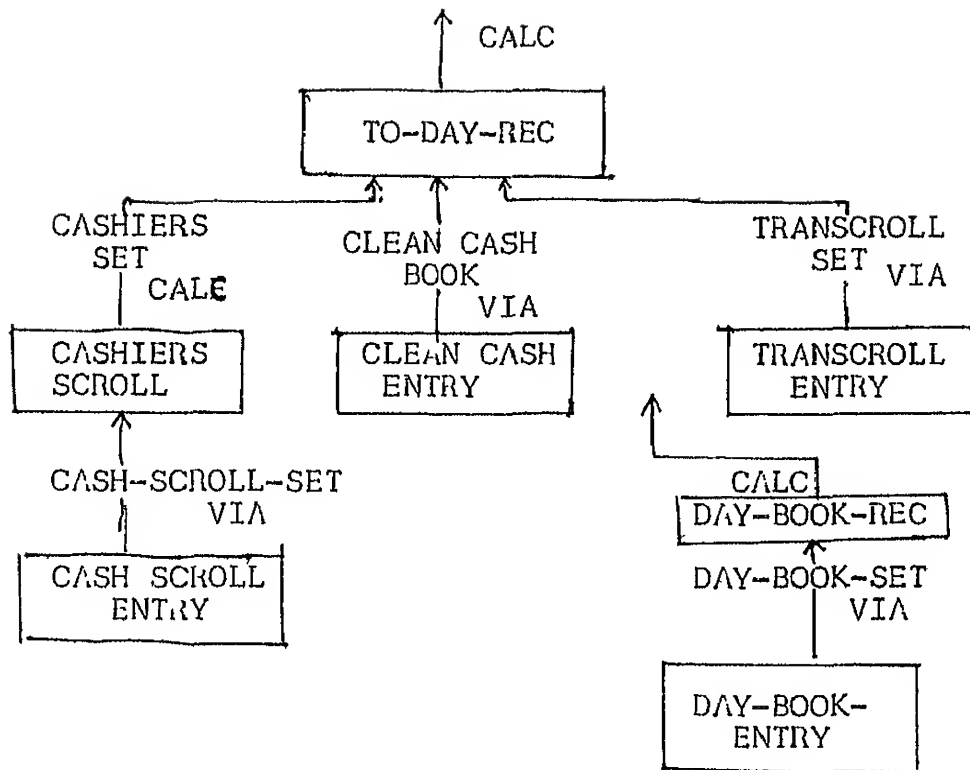 CALC
TO-DAY-REC
CASHIERS
SET
CALC
CLEAN CASH
BOOK
VIA
TRANSCROLL
SET
VIA
CASHIERS
SCROLL
CLEAN CASH
ENTRY
TRANSCROLL
ENTRY
CASH-SCROLL-SET
VIA
CALC
DAY-BOOK-REC
CASH SCROLL
ENTRY
DAY-BOOK-SET
VIA
DAY-BOOK-
ENTRY